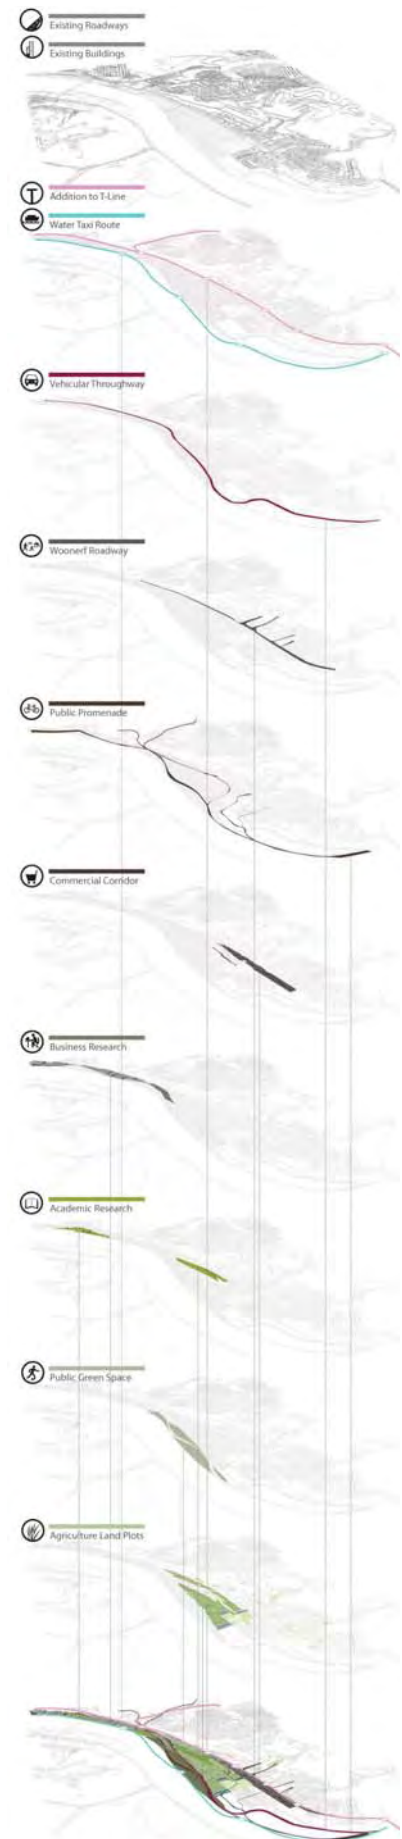 Existing Roadways
Existing Buildings
T
Addition to T-Line
Water Taxi Route
Vehicular Throughway
Woonerf Roadway
Public Promenade
Commercial Corridor
Business Research
Academic Research
Public Green Space
Agriculture Land Plots